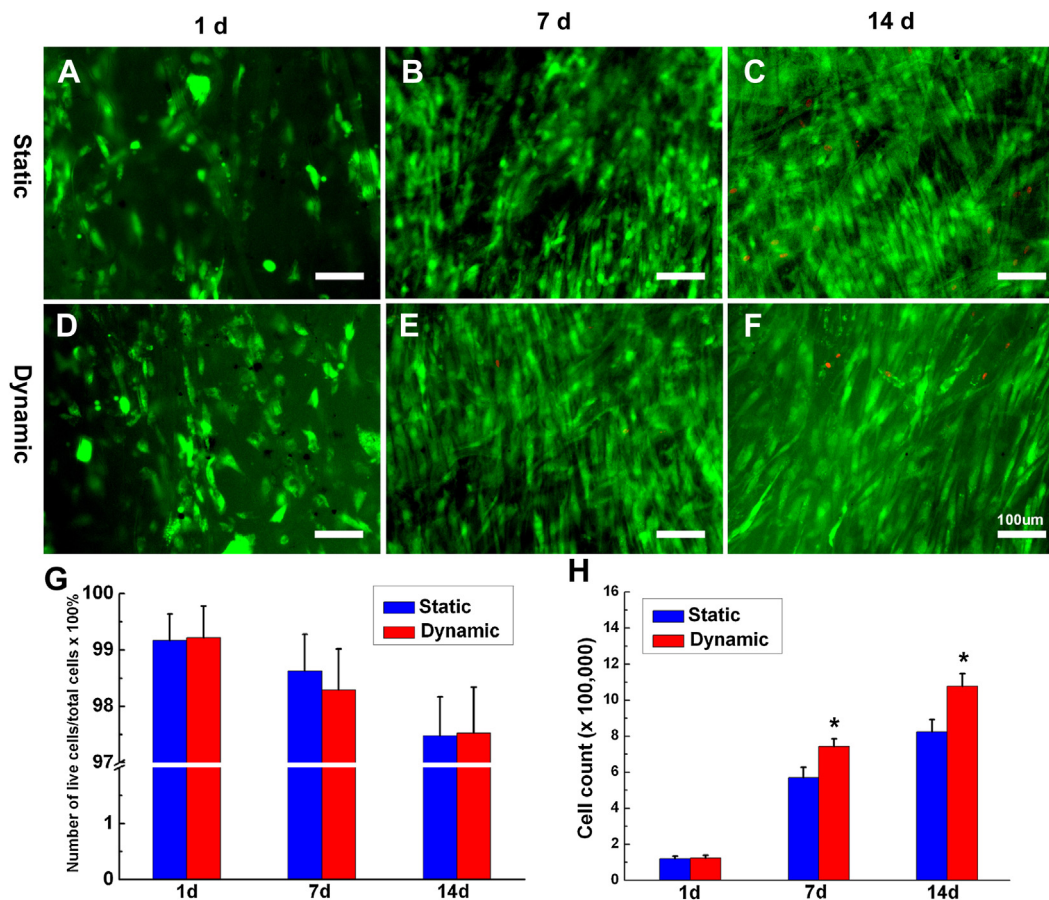 1 d 7 d 14 d
Static
A
B
C
Dynamic
D
E
F
100um
G
Number of live cells/total cells x 100%
100
99
98
97
1
0
Static
Dynamic
1d 7d 14d
H
Cell count (x 100,000)
16
14
12
10
8
6
4
2
0
Static
Dynamic
*
*
1d 7d 14d